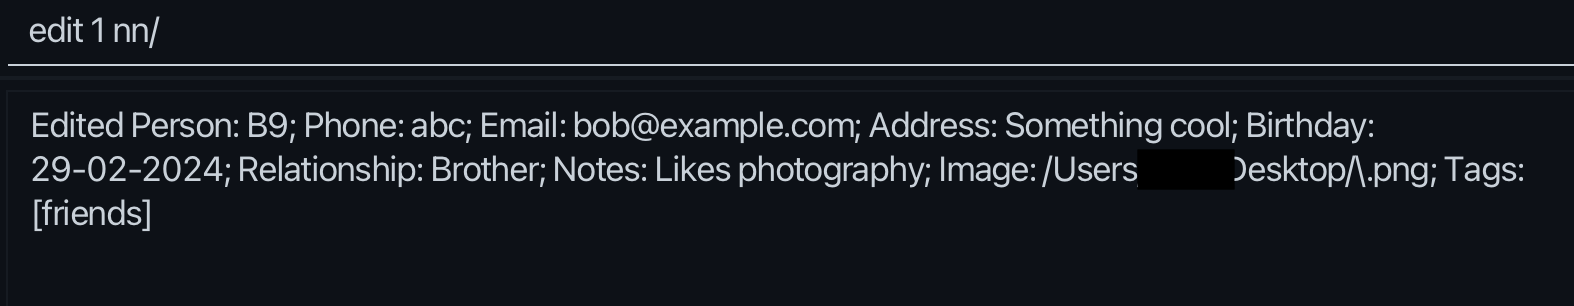 edit 1 nn/
Edited Person: B9; Phone: abc; Email: bob@example.com; Address: Something cool; Birthday:
29-02-2024; Relationship: Brother; Notes: Likes photography; Image: /Users Desktop/\.png; Tags:
[friends]